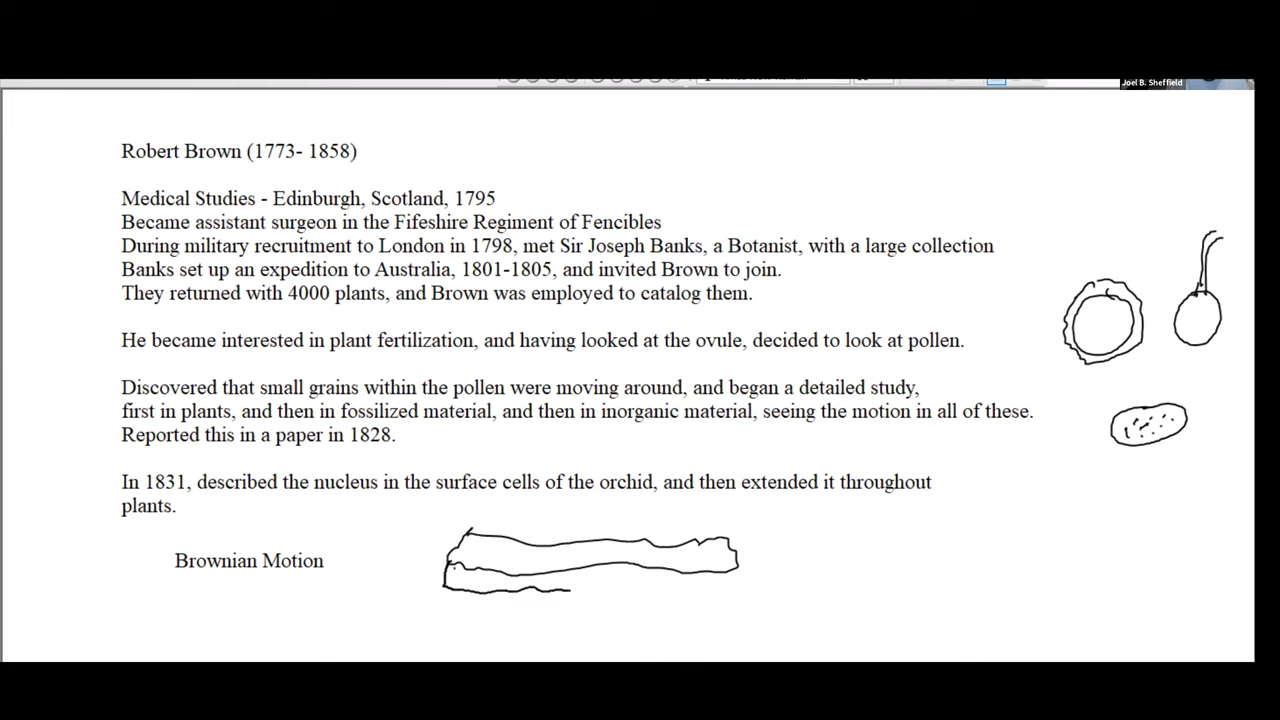 Joel B. Sheffield
Robert Brown (1773- 1858)
Medical Studies - Edinburgh, Scotland, 1795
Became assistant surgeon in the Fifeshire Regiment of Fencibles
During military recruitment to London in 1798, met Sir Joseph Banks, a Botanist, with a large collection
Banks set up an expedition to Australia, 1801-1805, and invited Brown to join.
They returned with 4000 plants, and Brown was employed to catalog them.
He became interested in plant fertilization, and having looked at the ovule, decided to look at pollen.
Discovered that small grains within the pollen were moving around, and began a detailed study,
first in plants, and then in fossilized material, and then in inorganic material, seeing the motion in all of these.
Reported this in a paper in 1828.
In 1831, described the nucleus in the surface cells of the orchid, and then extended it throughout
plants.
Brownian Motion